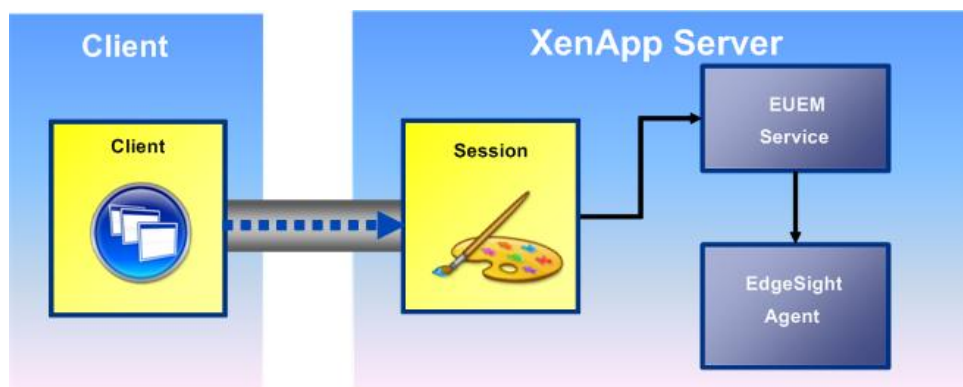 Client
XenApp Server
Client
Session
EUEM
Service
EdgeSight
Agent